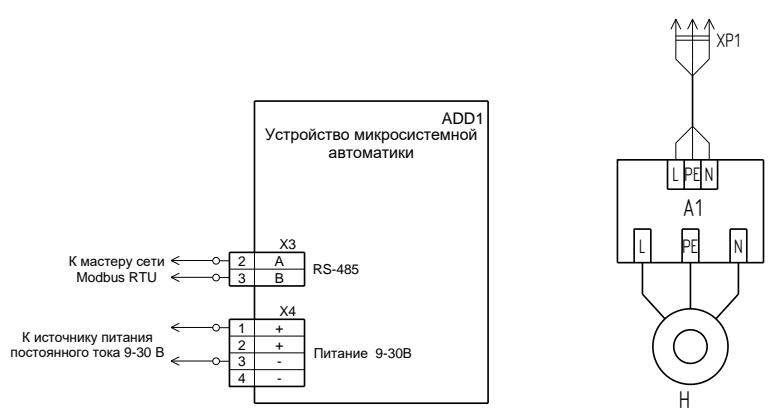 ADD1
Устройство микросистемной
автоматики
X3
К мастеру сети
Modbus RTU
2 A
3 B
RS-485
X4
К источнику питания
постоянного тока 9-30 В
1 +
2 +
3 -
4 -
Питание 9-30В
XP1
L PE N
A1
L PE N
H